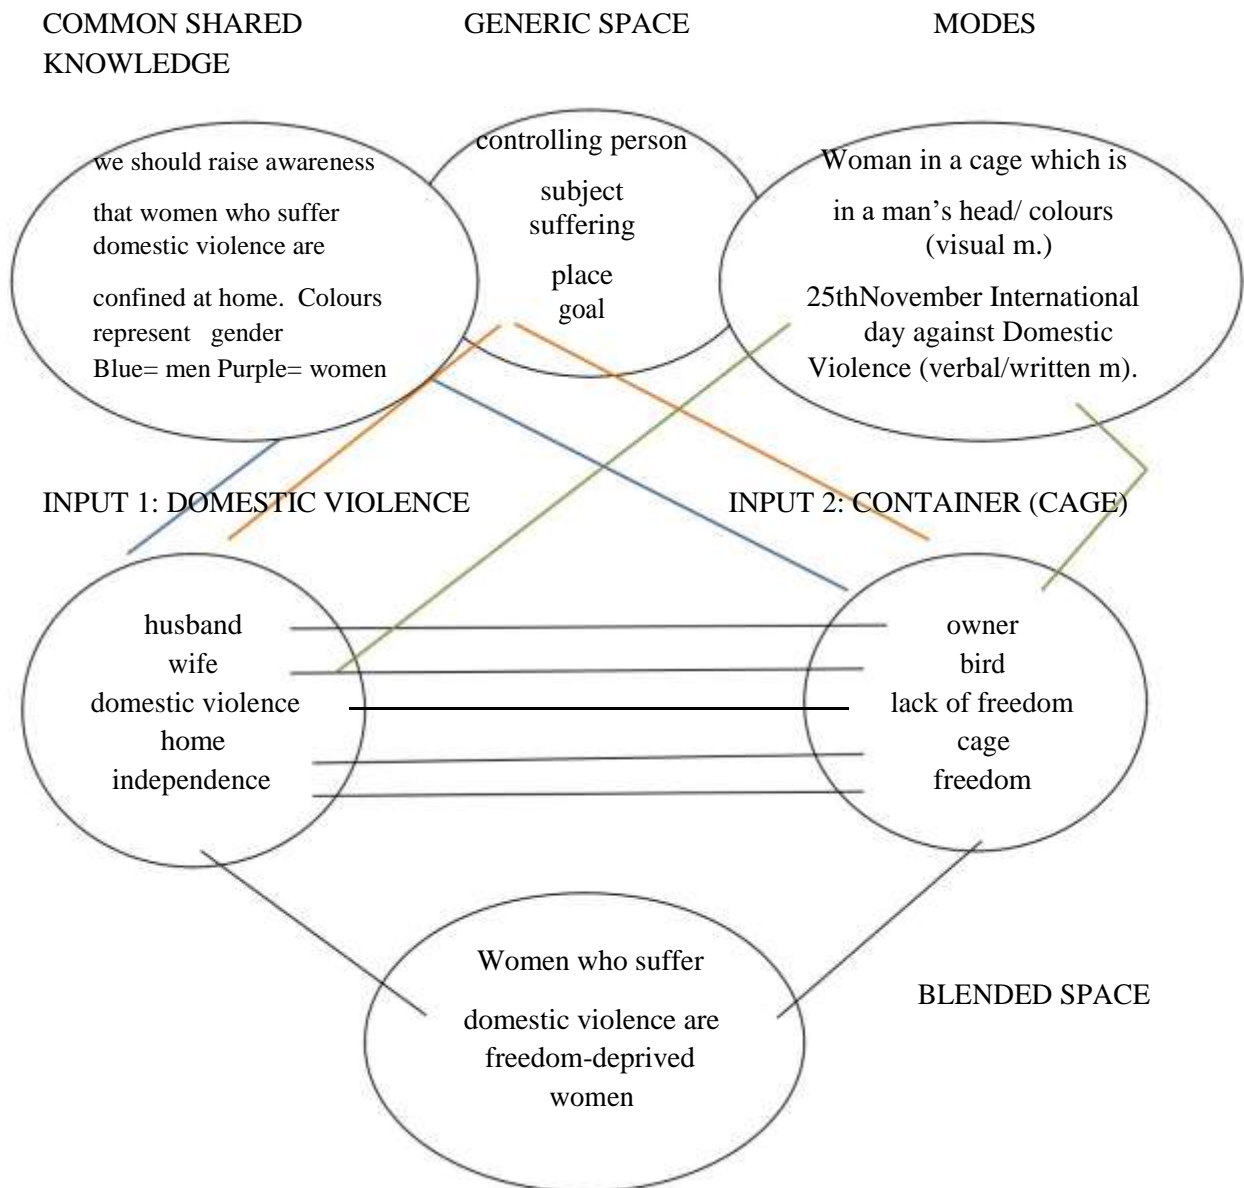 COMMON SHARED
KNOWLEDGE
GENERIC SPACE
MODES
we should raise awareness
that women who suffer
domestic violence are
confined at home.  Colours
represent   gender
Blue= men Purple= women
controlling person
subject
suffering
place
goal
Woman in a cage which is
in a man’s head/ colours
(visual m.)
25thNovember International
day against Domestic
Violence (verbal/written m).
INPUT 1: DOMESTIC VIOLENCE
INPUT 2: CONTAINER (CAGE)
husband
wife
domestic violence
home
independence
owner
bird
lack of freedom
cage
freedom
Women who suffer
domestic violence are
freedom-deprived
women
BLENDED SPACE